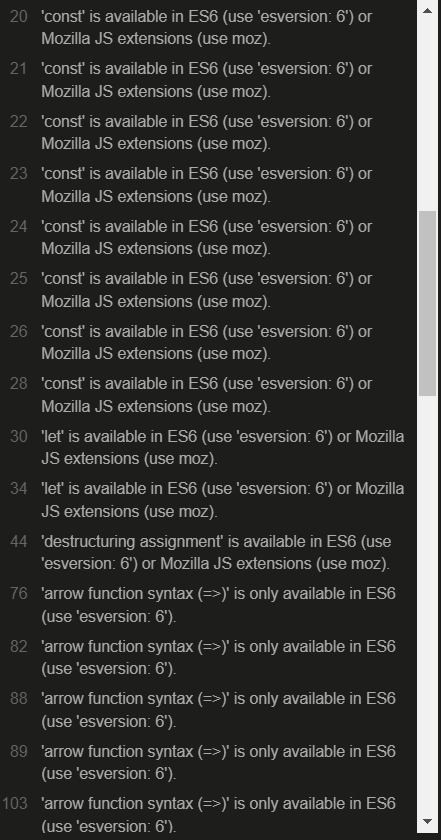 20 'const' is available in ES6 (use 'esversion: 6') or
Mozilla JS extensions (use moz).
21 'const' is available in ES6 (use 'esversion: 6') or
Mozilla JS extensions (use moz).
22 'const' is available in ES6 (use 'esversion: 6') or
Mozilla JS extensions (use moz).
23 'const' is available in ES6 (use 'esversion: 6') or
Mozilla JS extensions (use moz).
24 'const' is available in ES6 (use 'esversion: 6') or
Mozilla JS extensions (use moz).
25 'const' is available in ES6 (use 'esversion: 6') or
Mozilla JS extensions (use moz).
26 'const' is available in ES6 (use 'esversion: 6') or
Mozilla JS extensions (use moz).
28 'const' is available in ES6 (use 'esversion: 6') or
Mozilla JS extensions (use moz).
30 'let' is available in ES6 (use 'esversion: 6') or Mozilla
JS extensions (use moz).
34 'let' is available in ES6 (use 'esversion: 6') or Mozilla
JS extensions (use moz).
44 'destructuring assignment' is available in ES6 (use
'esversion: 6') or Mozilla JS extensions (use moz).
76 'arrow function syntax (=>)' is only available in ES6
(use 'esversion: 6').
82 'arrow function syntax (=>)' is only available in ES6
(use 'esversion: 6').
88 'arrow function syntax (=>)' is only available in ES6
(use 'esversion: 6').
89 'arrow function syntax (=>)' is only available in ES6
(use 'esversion: 6').
103 'arrow function syntax (=>)' is only available in ES6
(use 'esversion: 6').